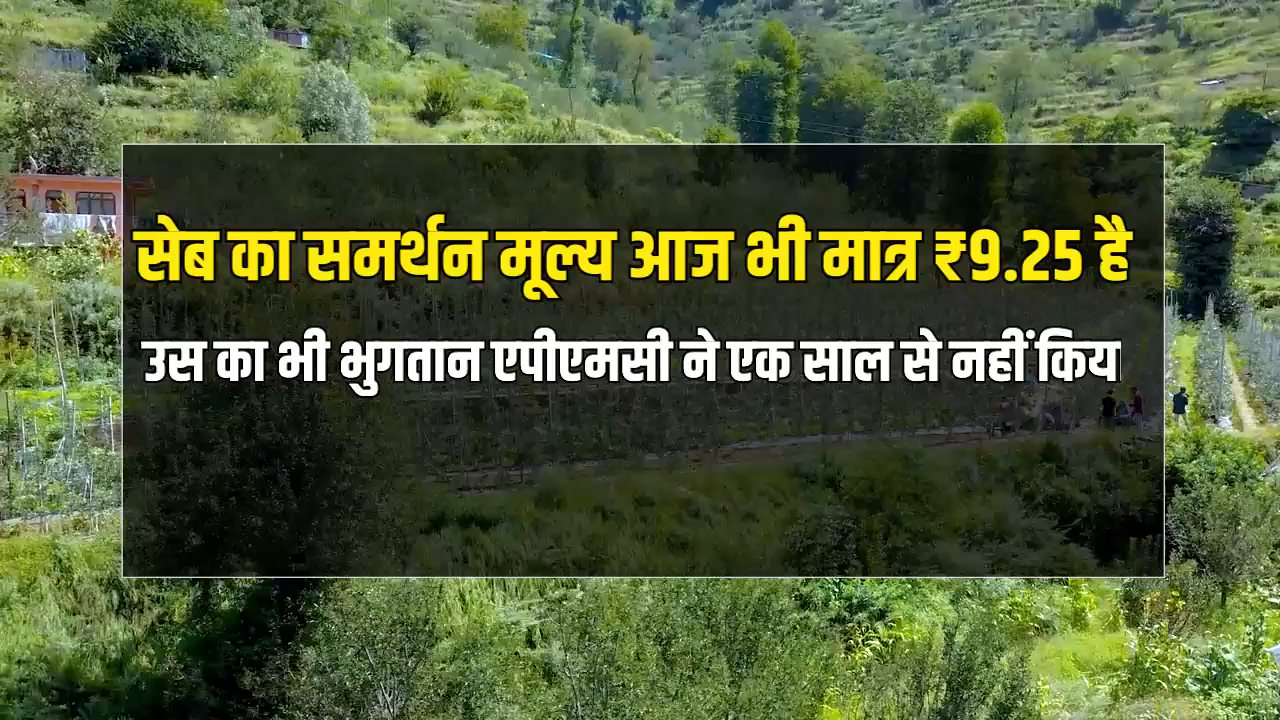 सेब का समर्थन मूल्य आज भी मात्र ₹9.25 है
उस का भी भुगतान एपीएमसी ने एक साल से नहीं किय